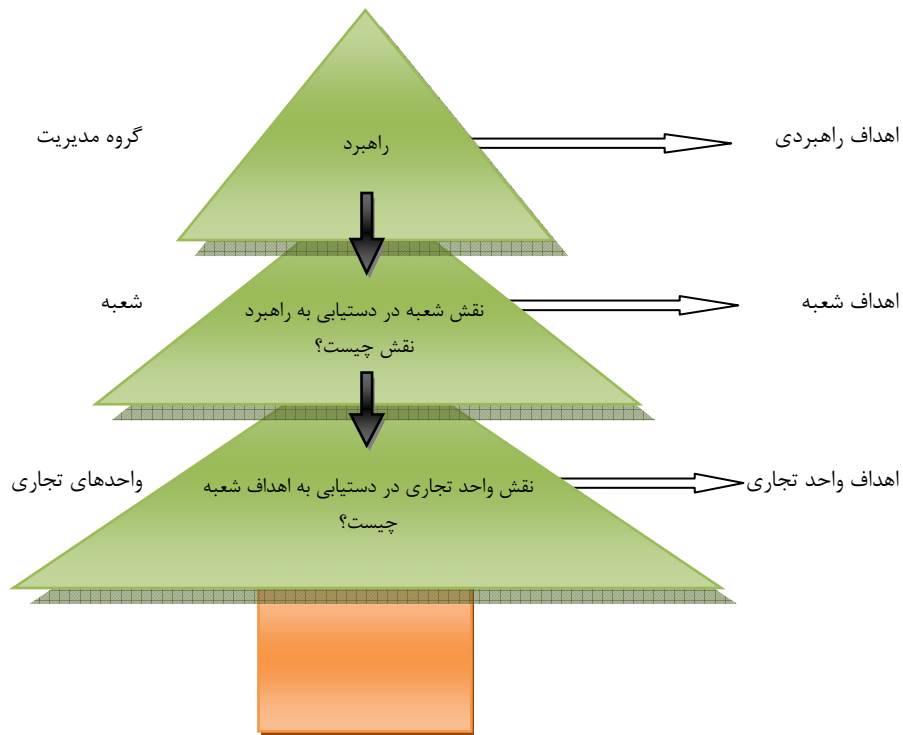 اهداف راهبردی
راهبرد
گروه مدیریت
اهداف شعبه
نقش شعبه در دستیابی به راهبرد
نقش چیست؟
شعبه
اهداف واحد تجاری
نقش واحد تجاری در دستیابی به اهداف شعبه
چیست؟
واحدهای تجاری